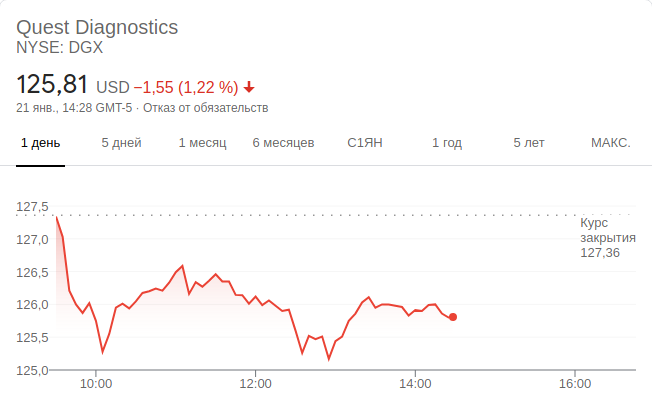 Quest Diagnostics
NYSE: DGX
125,81 USD −1,55 (1,22 %)
21 янв., 14:28 GMT-5 · Отказ от обязательств
1 день 5 дней 1 месяц 6 месяцев С1ЯН 1 год 5 лет МАКС.
127,5
Курс
закрытия
127,36
127,0
126,5
126,0
125,5
125,0
10:00 12:00 14:00 16:00